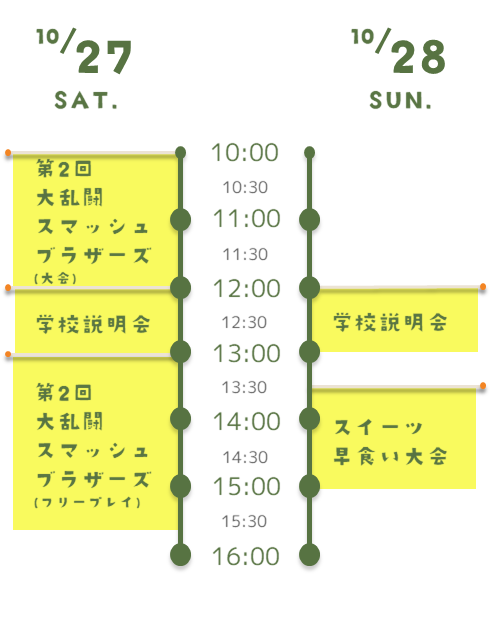 10/27
SAT.
10/28
SUN.
第2回
大乱闘
スマッシュ
ブラザーズ
(大会)
学校説明会
第2回
大乱闘
スマッシュ
ブラザーズ
(フリープレイ)
10:00
10:30
11:00
11:30
12:00
12:30
13:00
13:30
14:00
14:30
15:00
15:30
16:00
学校説明会
スイーツ
早食い大会